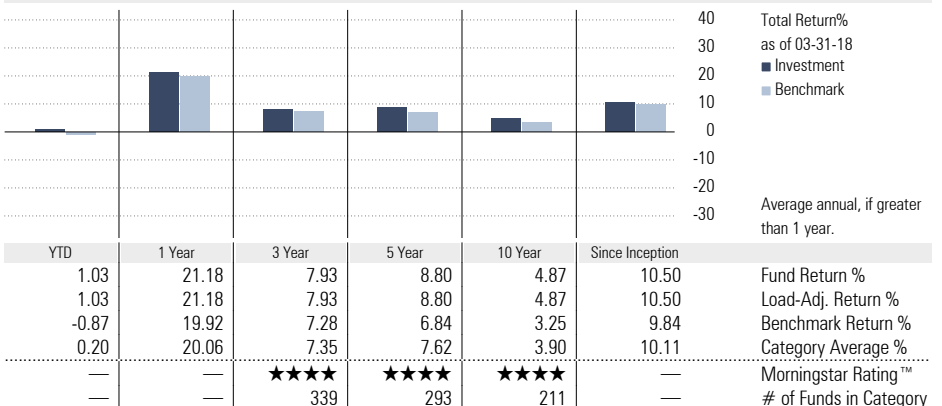 40
30
20
10
0
-10
-20
-30
Total Return%
as of 03-31-18
■ Investment
■ Benchmark
Average annual, if greater
than 1 year.
YTD 1 Year 3 Year 5 Year 10 Year Since Inception
1.03 21.18 7.93 8.80 4.87 10.50 Fund Return %
1.03 21.18 7.93 8.80 4.87 10.50 Load-Adj. Return %
-0.87 19.92 7.28 6.84 3.25 9.84 Benchmark Return %
0.20 20.06 7.35 7.62 3.90 10.11 Category Average %
— — ★★★★ ★★★★ ★★★★ — Morningstar Rating™
— — 339 293 211 — # of Funds in Category